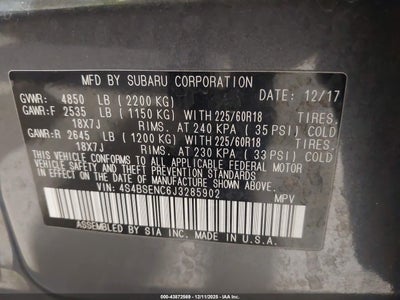 MFD BY SUBARU CORPORATION
DATE: 12/17
GVWR: 4850 LB (2200 KG)
GAWR:F 2535 LB (1150 KG) WITH 225/60R18 TIRES,
18X7J RIMS, AT 240 KPA (35 PSI) COLD
GAWR:R 2645 LB (1200 KG) WITH 225/60R18 TIRES,
18X7J RIMS, AT 230 KPA (33 PSI) COLD
THIS VEHICLE CONFORMS TO ALL APPLICABLE FEDERAL MOTOR
VEHICLE SAFETY AND THEFT PREVENTION STANDARDS
IN EFFECT ON THE DATE OF MANUFACTURE SHOWN ABOVE.
VIN: 4S4BSENC6J3285902 MPV
ASSEMBLED BY SIA INC., MADE IN U.S.A.
000-43872569 - 12/11/2025 - IAAI.COM